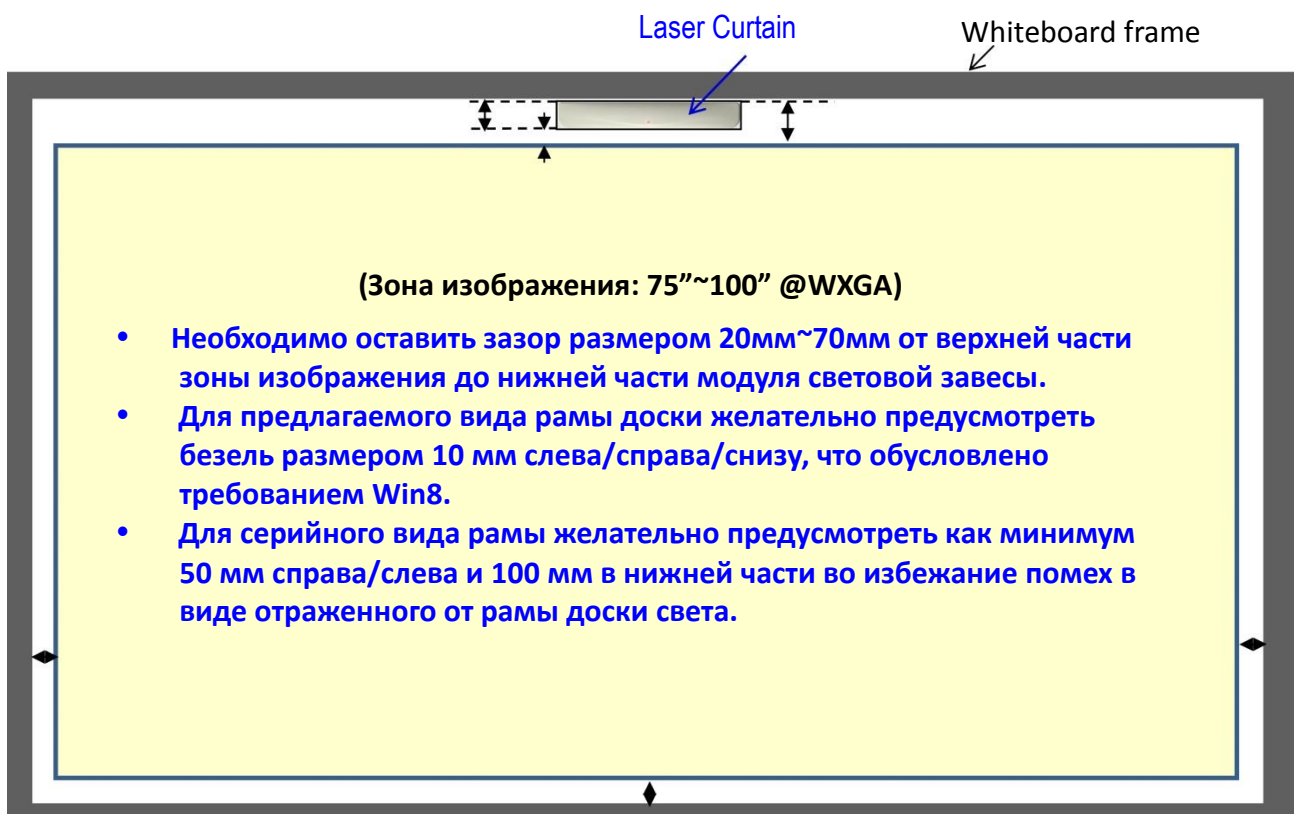 Laser Curtain
Whiteboard frame
(Зона изображения: 75”~100” @WXGA)
• Необходимо оставить зазор размером 20мм~70мм от верхней части
зоны изображения до нижней части модуля световой завесы.
• Для предлагаемого вида рамы доски желательно предусмотреть
безель размером 10 мм слева/справа/снизу, что обусловлено
требованием Win8.
• Для серийного вида рамы желательно предусмотреть как минимум
50 мм справа/слева и 100 мм в нижней части во избежание помех в
виде отраженного от рамы доски света.